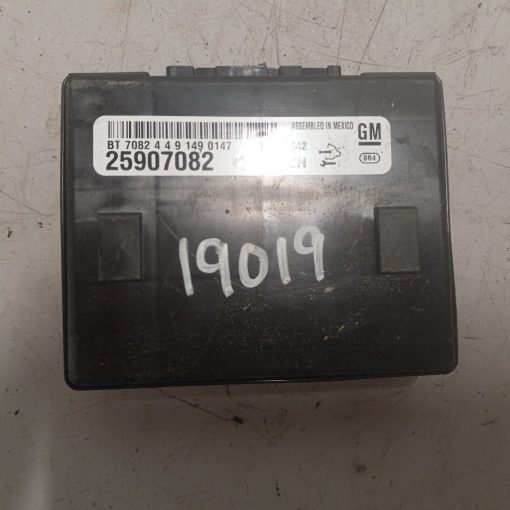 ASSEMBLED IN MEXICO
GM
BT 7082 4 4 9 149 0147
25907082
864
19019